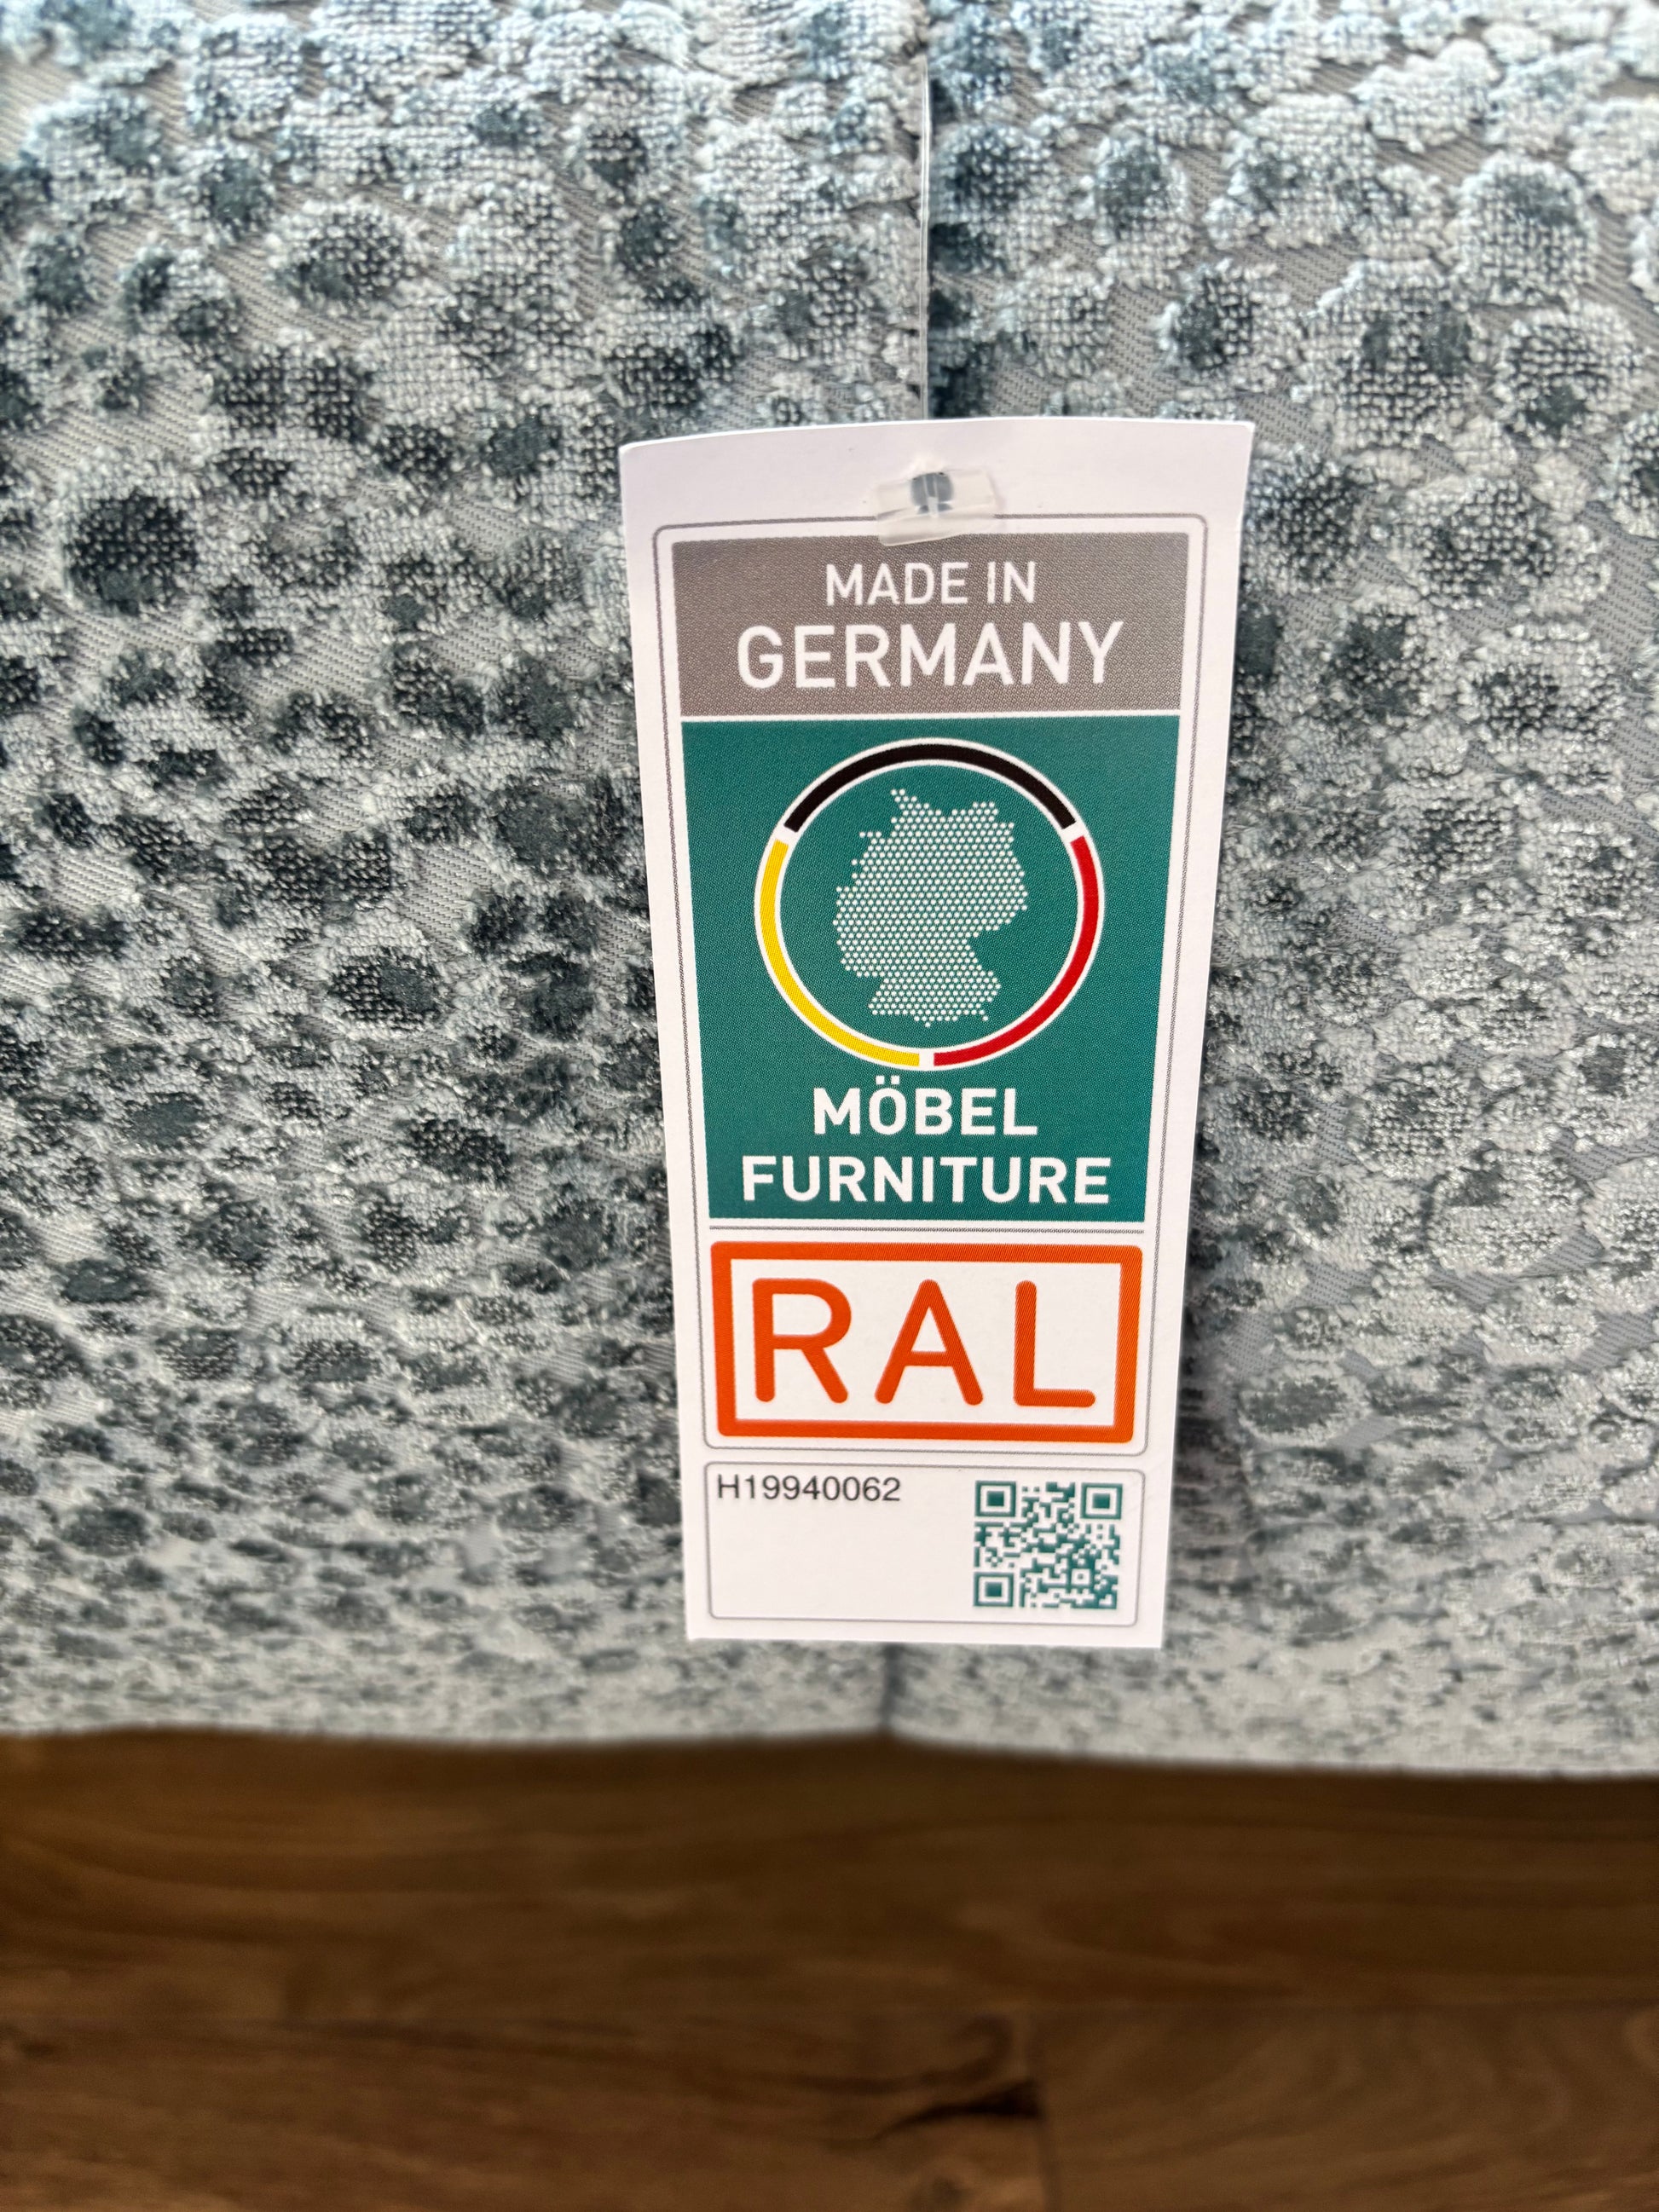 MADE IN
GERMANY
MÖBEL
FURNITURE
RAL
H19940062